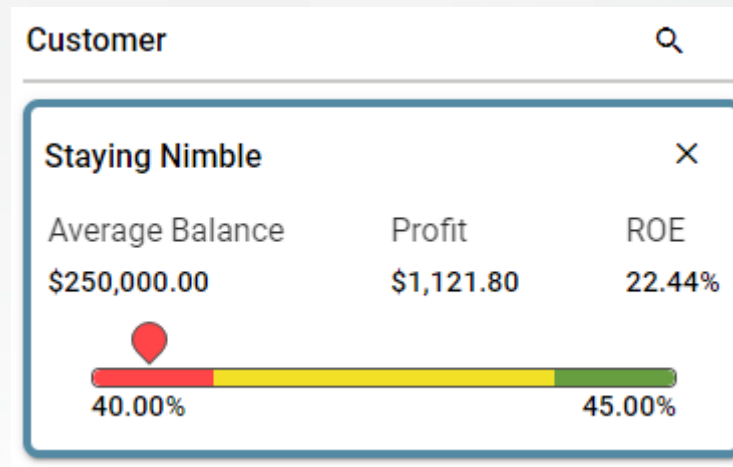 Customer
Staying Nimble
Average Balance Profit ROE
$250,000.00 $1,121.80 22.44%
40.00% 45.00%